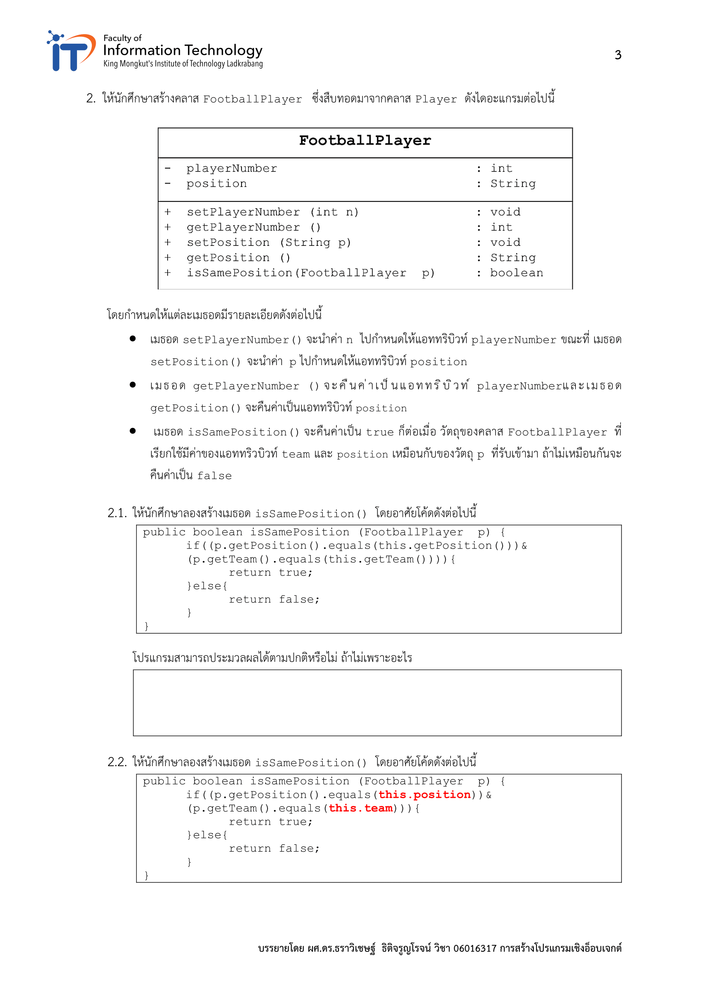 Faculty of
Information Technology
King Mongkut's Institute of Technology Ladkrabang
3
2. ให้นักศึกษาสร้างคลาส FootballPlayer ซึ่งสืบทอดมาจากคลาส Player ดังไดอะแกรมต่อไปนี้
FootballPlayer
- playerNumber : int
- position : String
+ setPlayerNumber (int n) : void
+ getPlayerNumber () : int
+ setPosition (String p) : void
+ getPosition () : String
+ isSamePosition(FootballPlayer p) : boolean
โดยกำหนดให้แต่ละเมธอดมีรายละเอียดดังต่อไปนี้
● เมธอด setPlayerNumber() จะนำค่า n ไปกำหนดให้แอททริบิวท์ playerNumber ขณะที่ เมธอด
setPosition() จะนำค่า p ไปกำหนดให้แอททริบิวท์ position
● เมธอด getPlayerNumber () จะคืนค่าเป็นแอททริบิวท์ playerNumberและเมธอด
getPosition() จะคืนค่าเป็นแอททริบิวท์ position
● เมธอด isSamePosition() จะคืนค่าเป็น true ก็ต่อเมื่อ วัตถุของคลาส FootballPlayer ที่
เรียกใช้มีค่าของแอททริวบิวท์ team และ position เหมือนกับของวัตถุ p ที่รับเข้ามา ถ้าไม่เหมือนกันจะ
คืนค่าเป็น false
2.1. ให้นักศึกษาลองสร้างเมธอด isSamePosition() โดยอาศัยโค้ดดังต่อไปนี้
public boolean isSamePosition (FootballPlayer p) {
if((p.getPosition().equals(this.getPosition()))&
(p.getTeam().equals(this.getTeam()))){
return true;
}else{
return false;
}
}
โปรแกรมสามารถประมวลผลได้ตามปกติหรือไม่ ถ้าไม่เพราะอะไร
2.2. ให้นักศึกษาลองสร้างเมธอด isSamePosition() โดยอาศัยโค้ดดังต่อไปนี้
public boolean isSamePosition (FootballPlayer p) {
if((p.getPosition().equals(this.position))&
(p.getTeam().equals(this.team))){
return true;
}else{
return false;
}
}
บรรยายโดย ผศ.ดร.ธราวิเชษฐ์ ธิติจรูญโรจน์ วิชา 06016317 การสร้างโปรแกรมเชิงอ็อบเจกต์